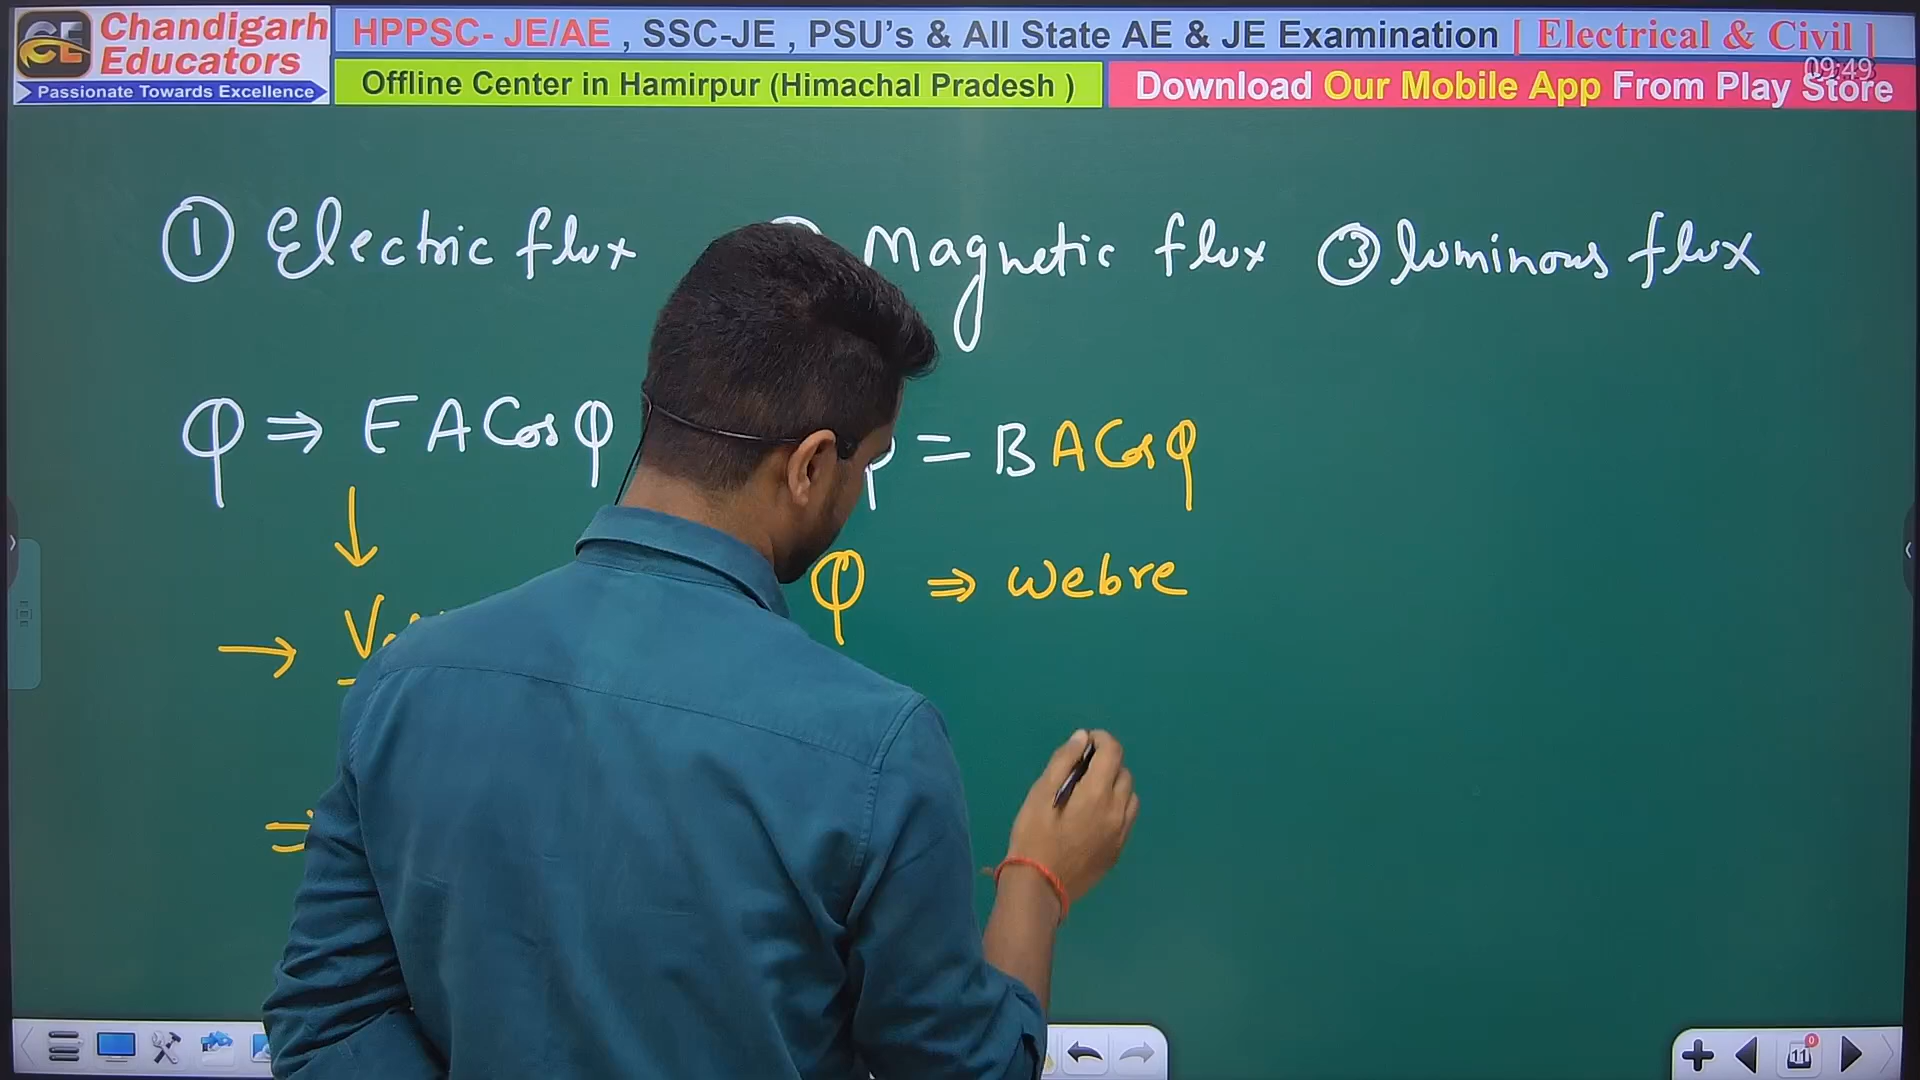 Chandigarh
Educators
Passionate Towards Excellence
HPPSC- JE/AE , SSC-JE , PSU's & All State AE & JE Examination [ Electrical & Civil ]
Offline Center in Hamirpur (Himachal Pradesh )
Download Our Mobile App From Play Store
09:49
① Electric flux
Magnetic flux
③ luminous flux
φ ⇒ EACosφ
= BACosφ
φ ⇒ webre
11
0